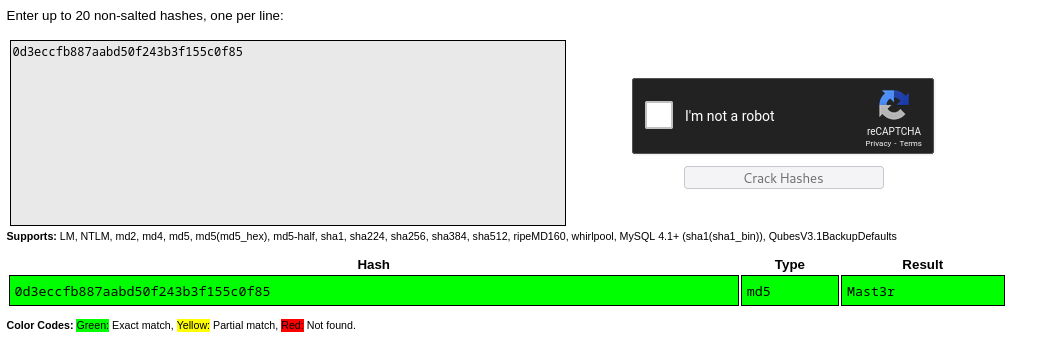 Enter up to 20 non-salted hashes, one per line:
0d3eccfb887aabd50f243b3f155c0f85
I'm not a robot
reCAPTCHA
Privacy - Terms
Crack Hashes
Supports: LM, NTLM, md2, md4, md5, md5(md5_hex), md5-half, sha1, sha224, sha256, sha384, sha512, ripeMD160, whirlpool, MySQL 4.1+ (sha1(sha1_bin)), QubesV3.1BackupDefaults
Hash Type Result
0d3eccfb887aabd50f243b3f155c0f85 md5 Mast3r
Color Codes: Green: Exact match, Yellow: Partial match, Red: Not found.